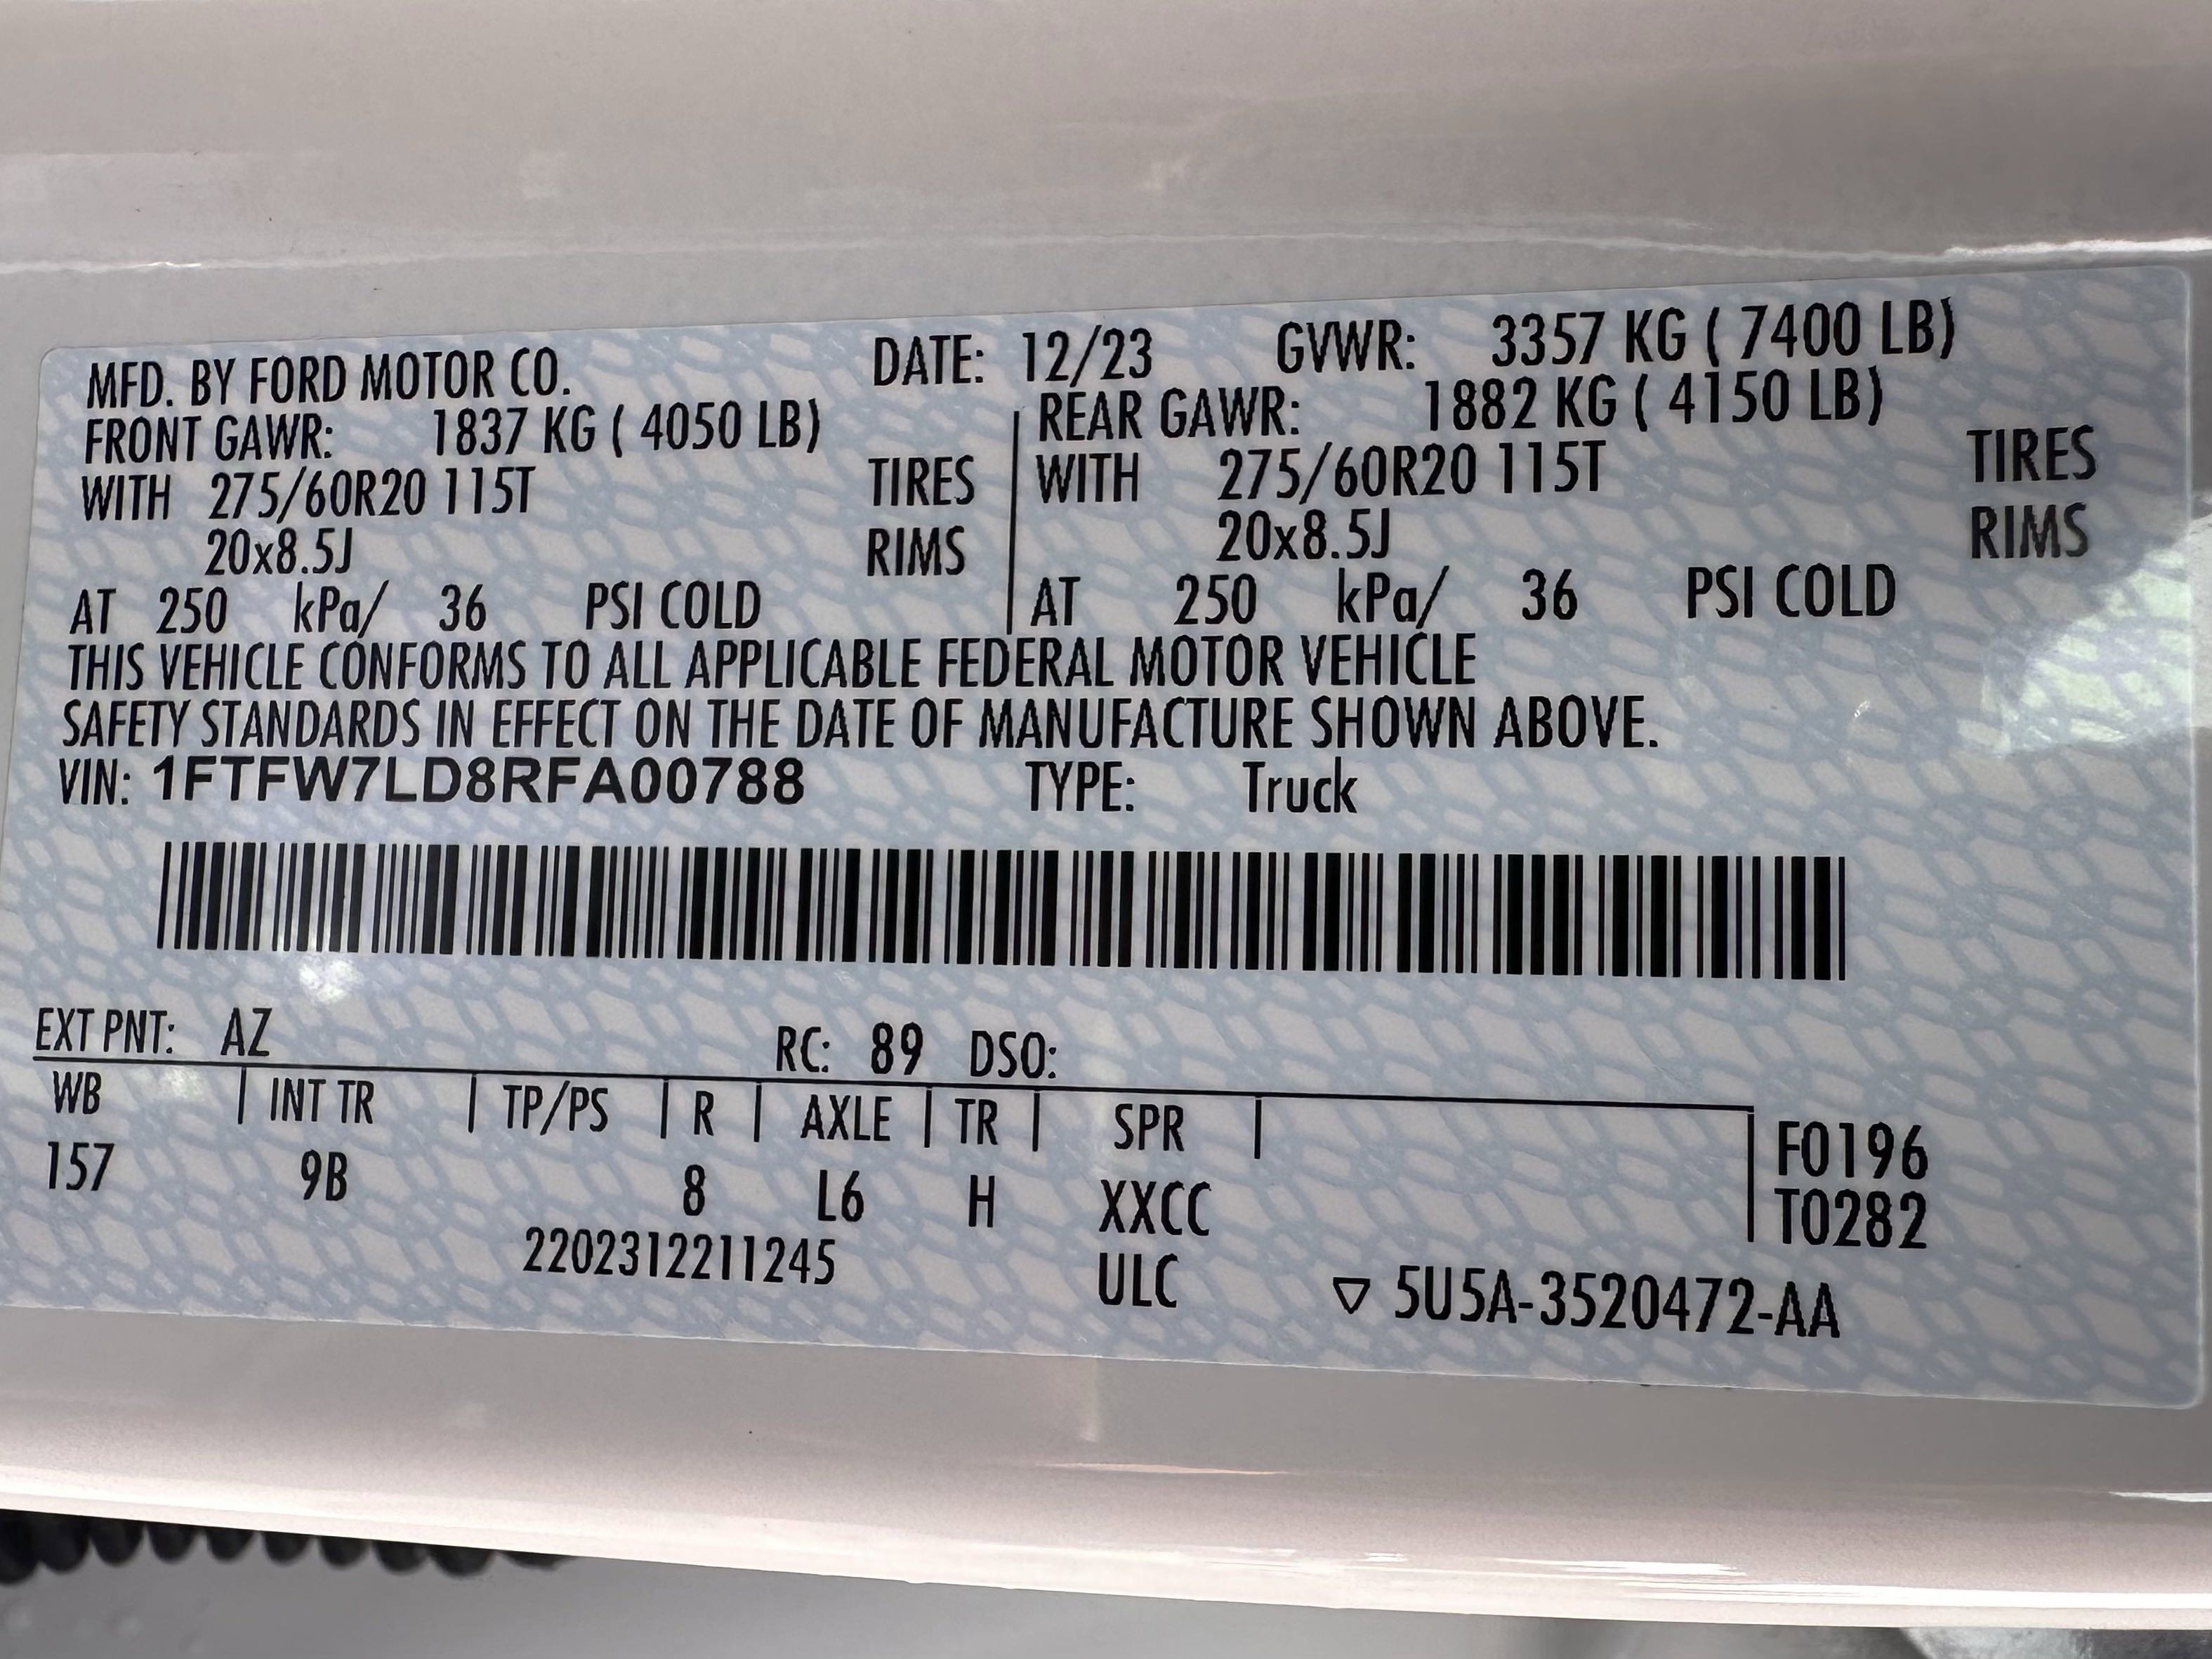 MFD. BY FORD MOTOR CO. DATE: 12/23 GVWR: 3357 KG ( 7400 LB)
FRONT GAWR: 1837 KG ( 4050 LB) REAR GAWR: 1882 KG ( 4150 LB)
WITH 275/60R20 115T TIRES WITH 275/60R20 115T TIRES
20x8.5J RIMS 20x8.5J RIMS
AT 250 kPa/ 36 PSI COLD AT 250 kPa/ 36 PSI COLD
THIS VEHICLE CONFORMS TO ALL APPLICABLE FEDERAL MOTOR VEHICLE
SAFETY STANDARDS IN EFFECT ON THE DATE OF MANUFACTURE SHOWN ABOVE.
VIN: 1FTFW7LD8RFA00788 TYPE: Truck
EXT PNT: AZ RC: 89 DSO:
WB INT TR TP/PS R AXLE TR SPR F0196
157 9B 8 L6 H XXCC T0282
2202312211245 ULC ▽ 5U5A-3520472-AA